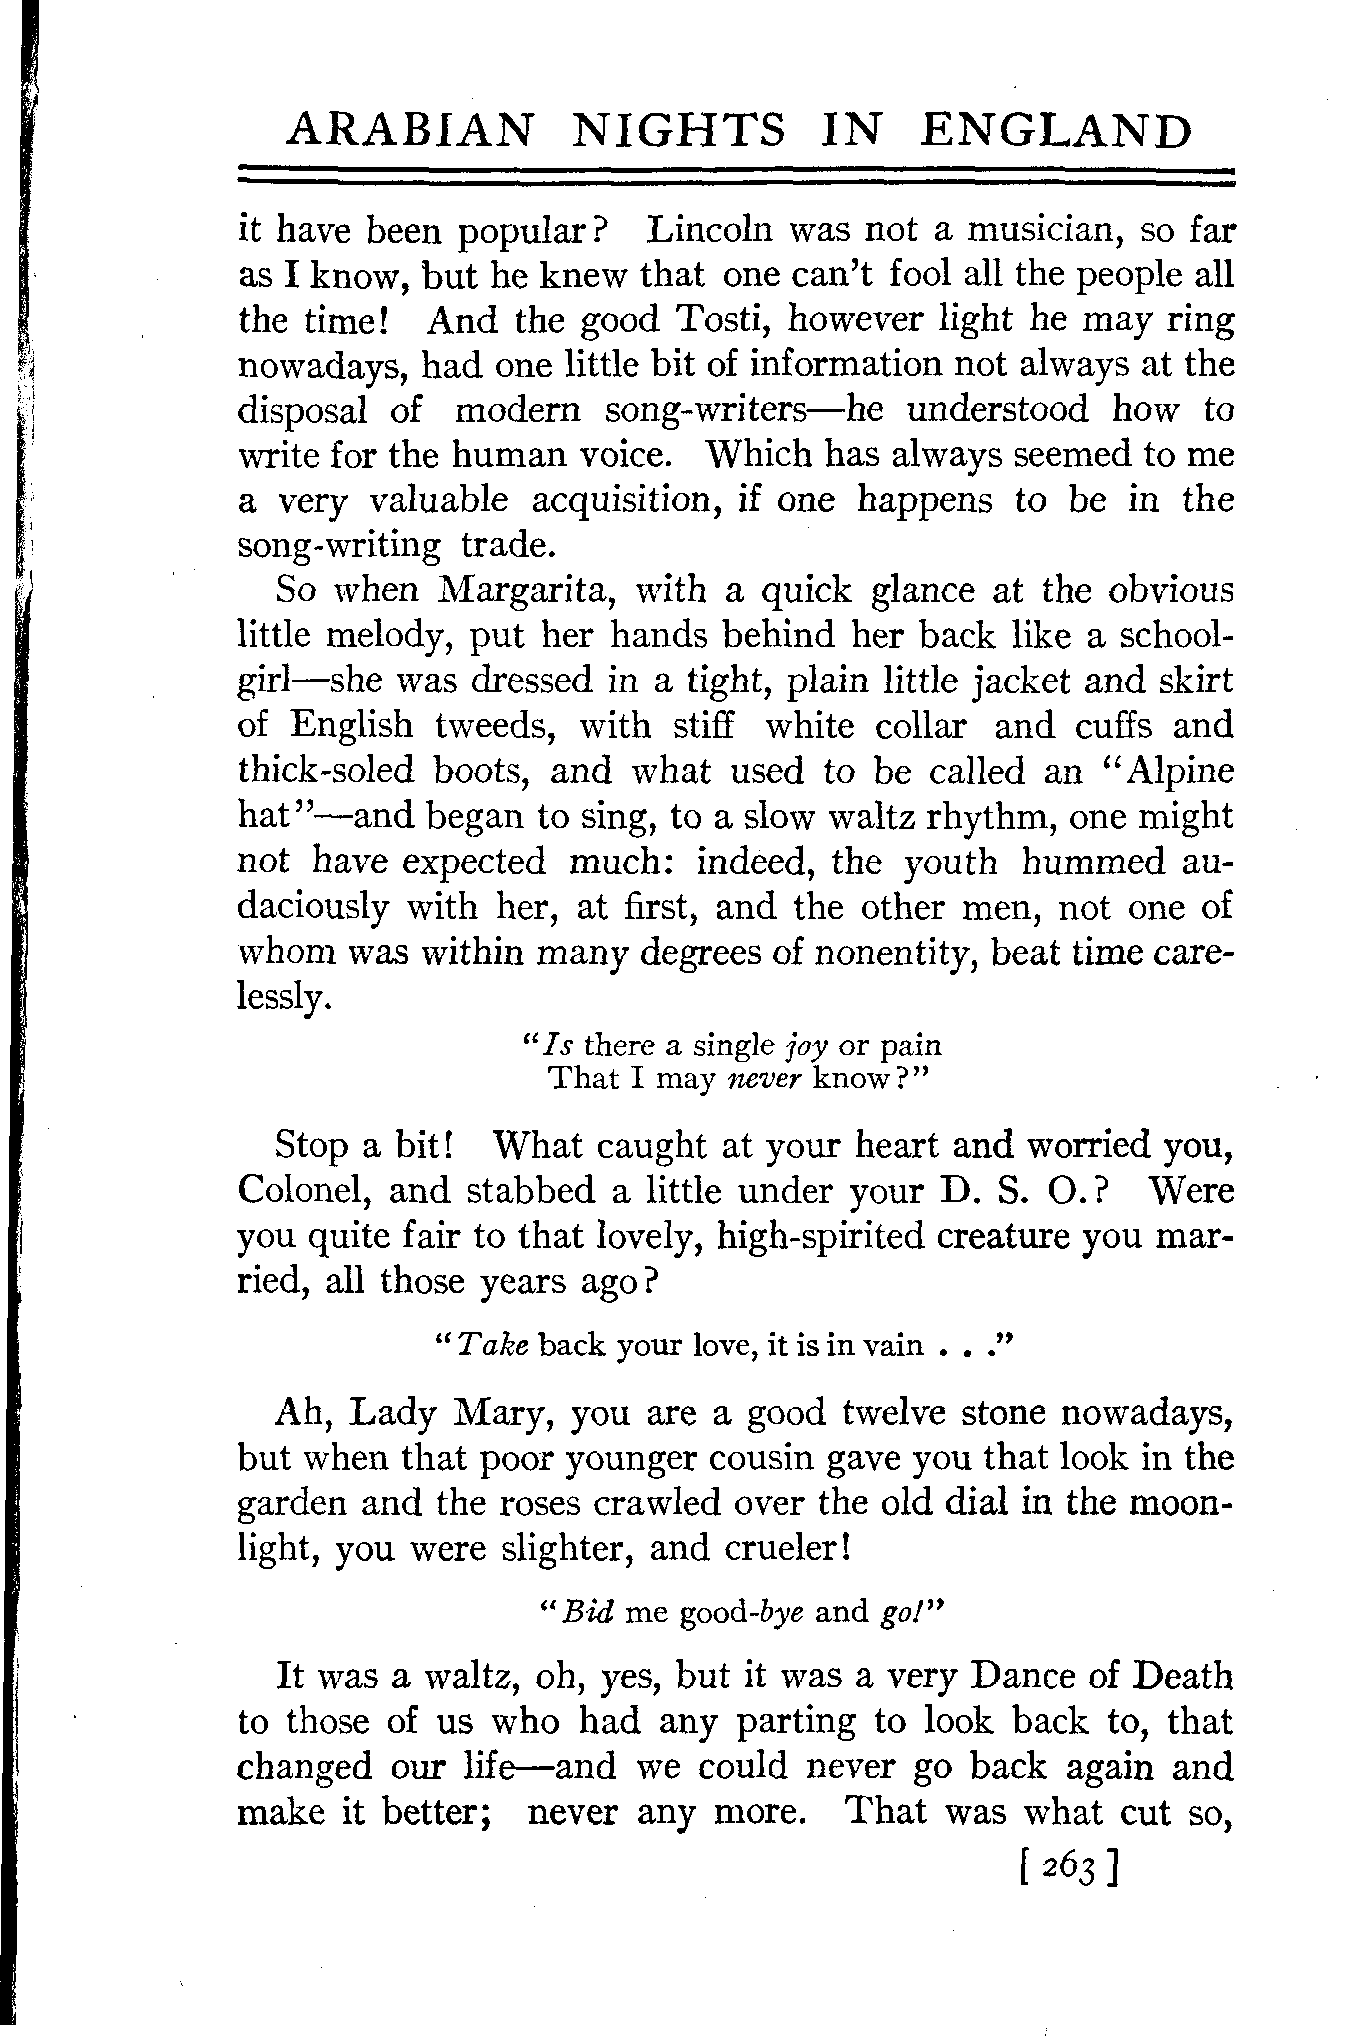 ARABIAN NIGHTS IN ENGLAND
it have been popular? Lincoln was not a musician, so far
as I know, but he knew that one can't fool all the people all
the time! And the good Tosti, however light he may ring
nowadays, had one little bit of information not always at the
disposal of modern song-writers—he understood how to
write for the human voice. Which has always seemed to me
a very valuable acquisition, if one happens to be in the
song-writing trade.
So when Margarita, with a quick glance at the obvious
little melody, put her hands behind her back like a school-
girl—she was dressed in a tight, plain little jacket and skirt
of English tweeds, with stiff white collar and cuffs and
thick-soled boots, and what used to be called an "Alpine
hat"—and began to sing, to a slow waltz rhythm, one might
not have expected much: indeed, the youth hummed au-
daciously with her, at first, and the other men, not one of
whom was within many degrees of nonentity, beat time care-
lessly.
"Is there a single joy or pain
That I may never know?"
Stop a bit! What caught at your heart and worried you,
Colonel, and stabbed a little under your D. S. O.? Were
you quite fair to that lovely, high-spirited creature you mar-
ried, all those years ago?
"Take back your love, it is in vain . . ."
Ah, Lady Mary, you are a good twelve stone nowadays,
but when that poor younger cousin gave you that look in the
garden and the roses crawled over the old dial in the moon-
light, you were slighter, and crueler!
"Bid me good-bye and go!"
It was a waltz, oh, yes, but it was a very Dance of Death
to those of us who had any parting to look back to, that
changed our life—and we could never go back again and
make it better; never any more. That was what cut so,
[ 263 ]